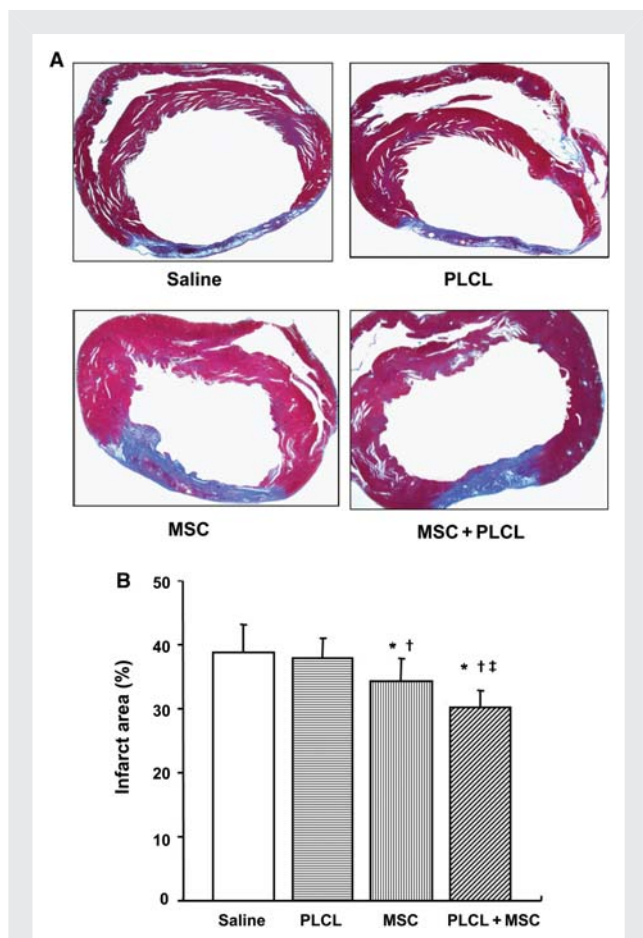 A
Saline PLCL
MSC MSC + PLCL
B
50
40
30
20
10
0
Infarct area (%)
* †
* †‡
Saline PLCL MSC PLCL + MSC